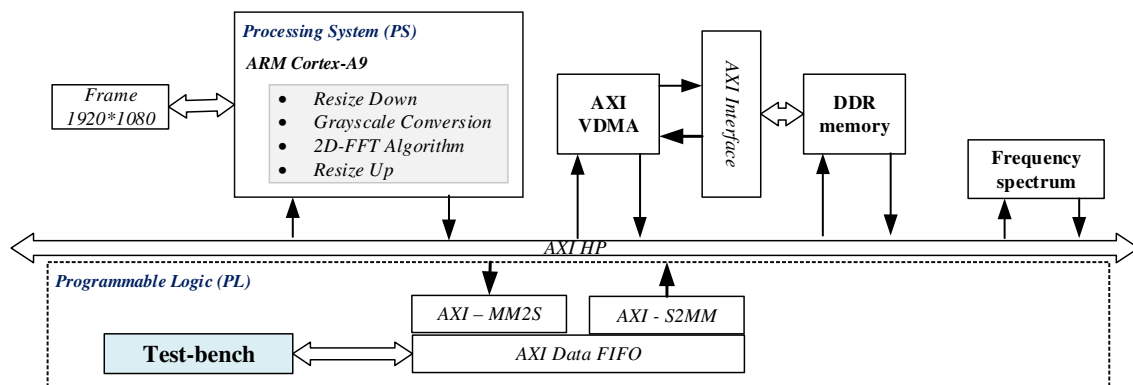 Processing System (PS)
ARM Cortex-A9
• Resize Down
• Grayscale Conversion
• 2D-FFT Algorithm
• Resize Up
Frame
1920*1080
AXI
VDMA
AXI Interface
DDR
memory
Frequency
spectrum
AXI HP
Programmable Logic (PL)
AXI – MM2S
AXI - S2MM
AXI Data FIFO
Test-bench